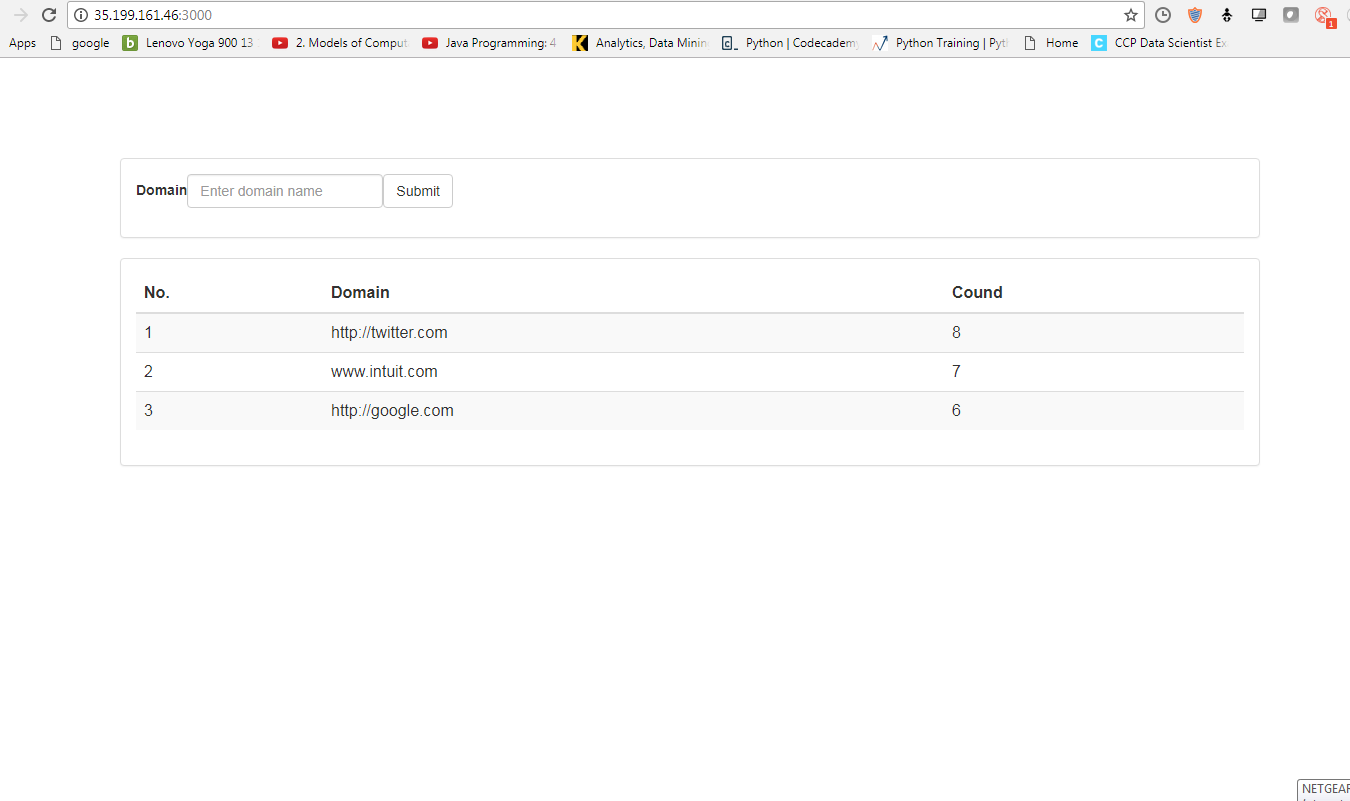 35.199.161.46:3000
Apps google Lenovo Yoga 900 13 2. Models of Comput Java Programming: 4 Analytics, Data Minin Python | Codecademy Python Training | Pyt Home CCP Data Scientist Ex
Domain Enter domain name Submit
No. Domain Cound
1 http://twitter.com 8
2 www.intuit.com 7
3 http://google.com 6
NETGEAR